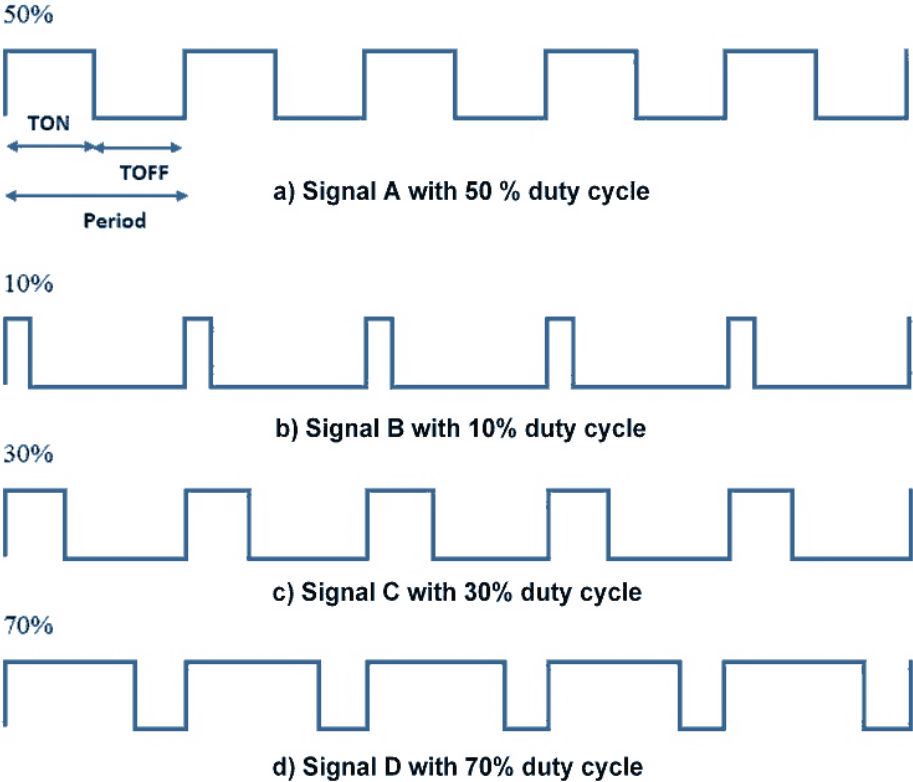 50%
TON
TOFF
a) Signal A with 50 % duty cycle
Period
10%
b) Signal B with 10% duty cycle
30%
c) Signal C with 30% duty cycle
70%
d) Signal D with 70% duty cycle